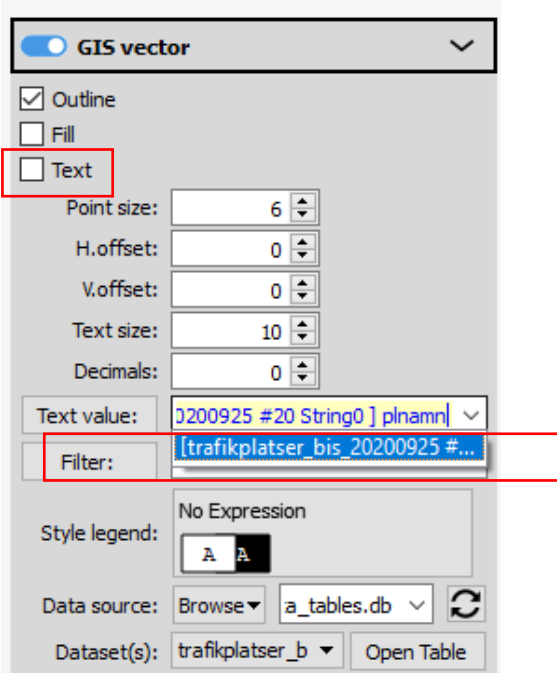 GIS vector
Outline
Fill
Text
Point size: 6
H.offset: 0
V.offset: 0
Text size: 10
Decimals: 0
Text value: 0200925 #20 String0 ] plnamn
[trafikplatser_bis_20200925 #...
Filter:
No Expression
Style legend: A A
Data source: Browse a_tables.db
Dataset(s): trafikplatser_b Open Table